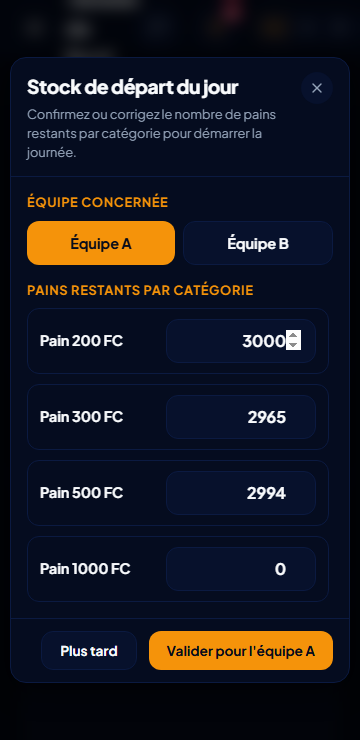 Stock de départ du jour
Confirmez ou corrigez le nombre de pains
restants par catégorie pour démarrer la
journée.
ÉQUIPE CONCERNÉE
Équipe A
Équipe B
PAINS RESTANTS PAR CATÉGORIE
Pain 200 FC
3000
Pain 300 FC
2965
Pain 500 FC
2994
Pain 1000 FC
0
Plus tard
Valider pour l'équipe A